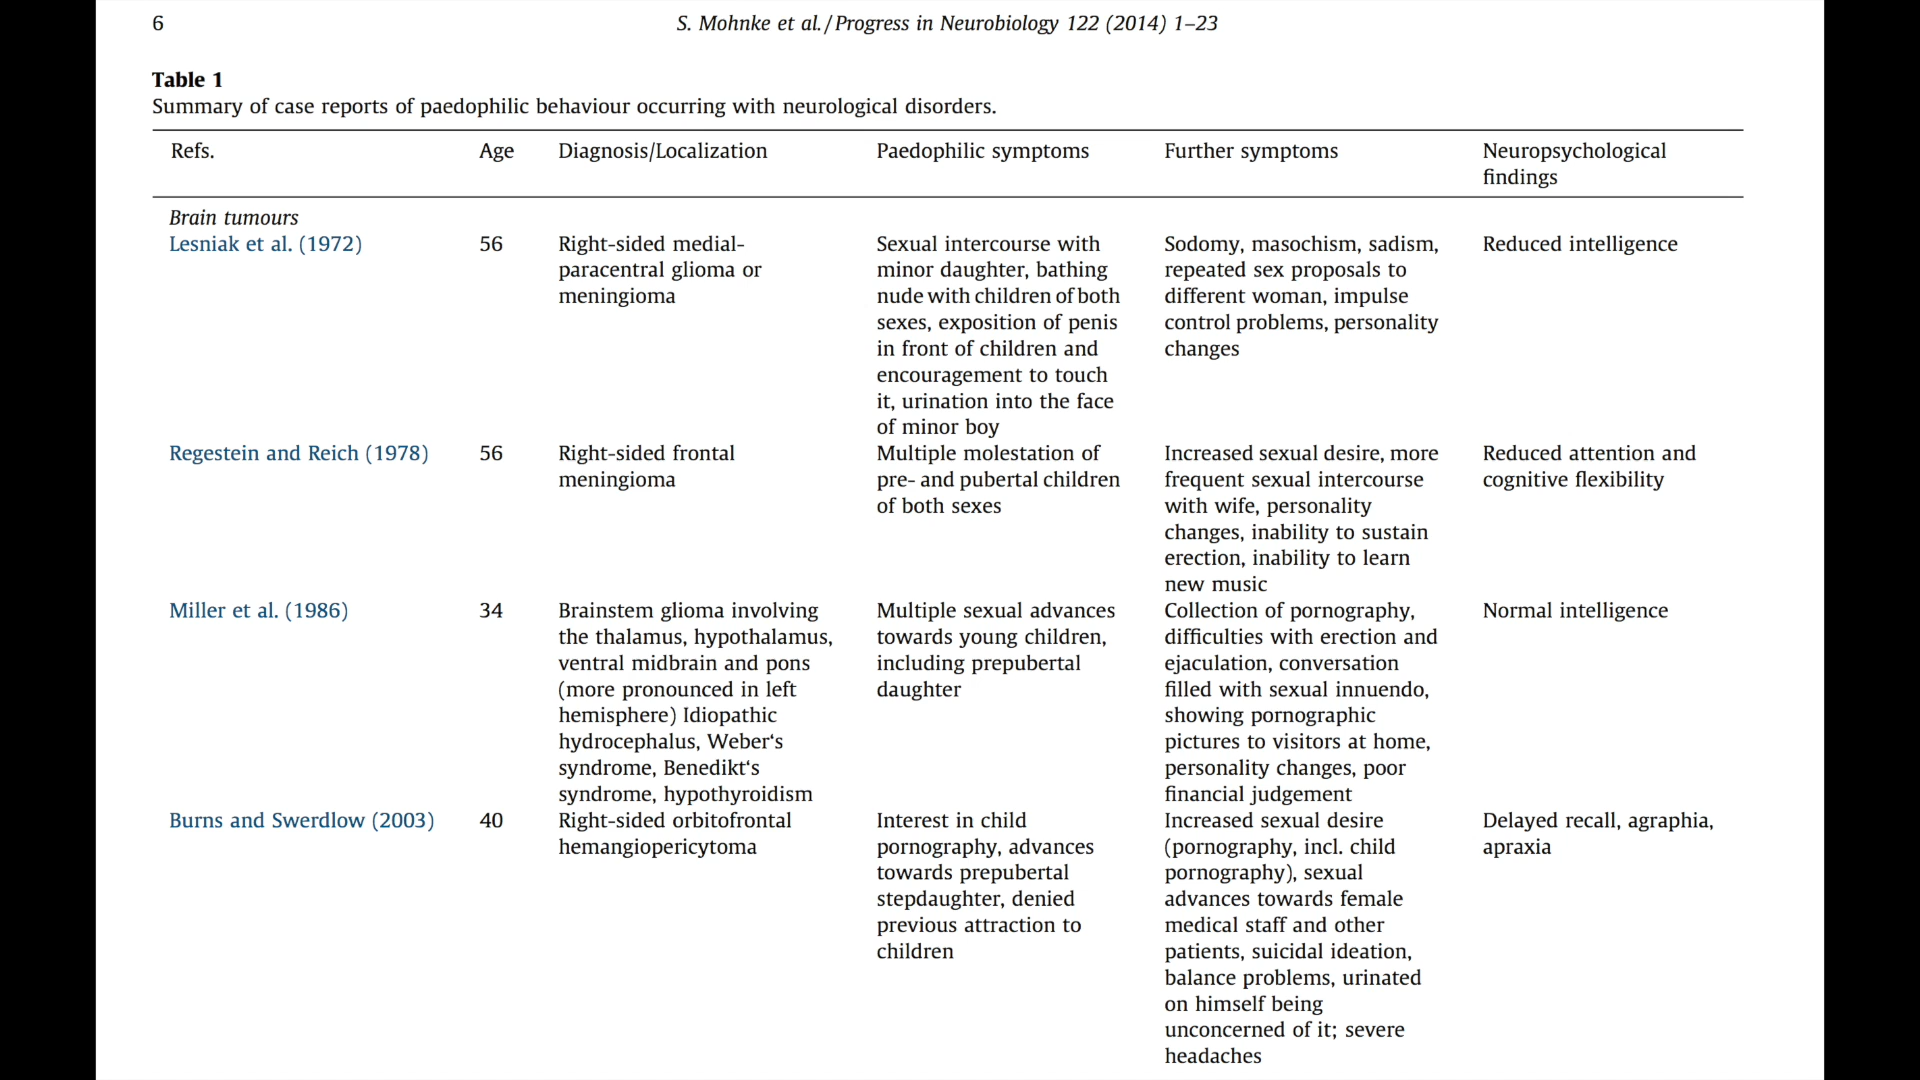 6
S. Mohnke et al. / Progress in Neurobiology 122 (2014) 1–23
Table 1
Summary of case reports of paedophilic behaviour occurring with neurological disorders.
Refs. Age Diagnosis/Localization Paedophilic symptoms Further symptoms Neuropsychological
findings
Brain tumours
Lesniak et al. (1972) 56 Right-sided medial- Sexual intercourse with Sodomy, masochism, sadism, Reduced intelligence
paracentral glioma or minor daughter, bathing repeated sex proposals to
meningioma nude with children of both different woman, impulse
sexes, exposition of penis control problems, personality
in front of children and changes
encouragement to touch
it, urination into the face
of minor boy
Regestein and Reich (1978) 56 Right-sided frontal Multiple molestation of Increased sexual desire, more Reduced attention and
meningioma pre- and pubertal children frequent sexual intercourse cognitive flexibility
of both sexes with wife, personality
changes, inability to sustain
erection, inability to learn
new music
Miller et al. (1986) 34 Brainstem glioma involving Multiple sexual advances Collection of pornography, Normal intelligence
the thalamus, hypothalamus, towards young children, difficulties with erection and
ventral midbrain and pons including prepubertal ejaculation, conversation
(more pronounced in left daughter filled with sexual innuendo,
hemisphere) Idiopathic showing pornographic
hydrocephalus, Weber‘s pictures to visitors at home,
syndrome, Benedikt‘s personality changes, poor
syndrome, hypothyroidism financial judgement
Burns and Swerdlow (2003) 40 Right-sided orbitofrontal Interest in child Increased sexual desire Delayed recall, agraphia,
hemangiopericytoma pornography, advances (pornography, incl. child apraxia
towards prepubertal pornography), sexual
stepdaughter, denied advances towards female
previous attraction to medical staff and other
children patients, suicidal ideation,
balance problems, urinated
on himself being
unconcerned of it; severe
headaches